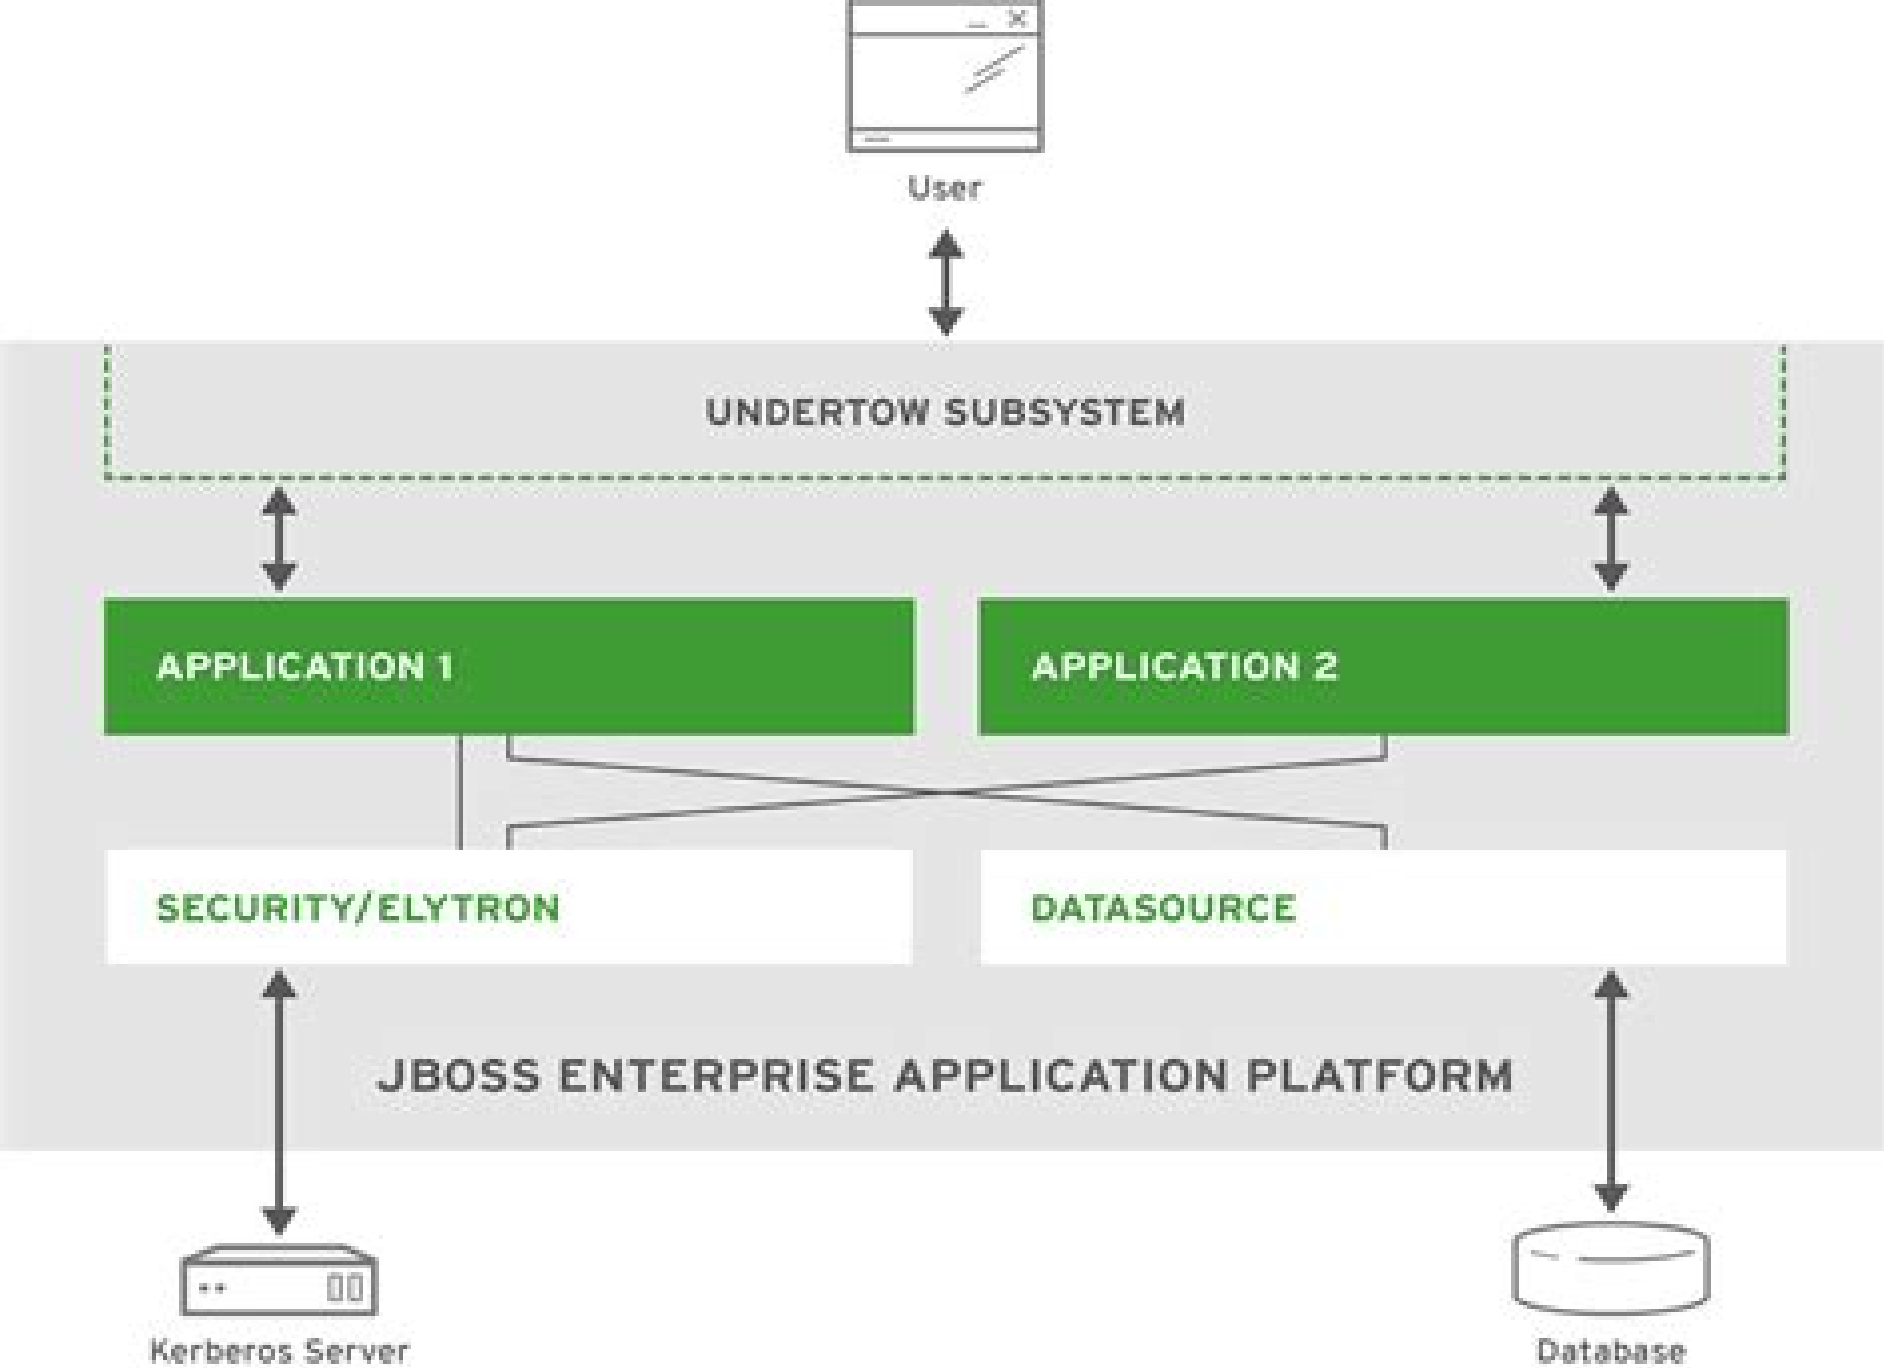 User
UNDERTOW SUBSYSTEM
APPLICATION 1
APPLICATION 2
SECURITY/ELYTRON
DATASOURCE
JBOSS ENTERPRISE APPLICATION PLATFORM
Kerberos Server
Database